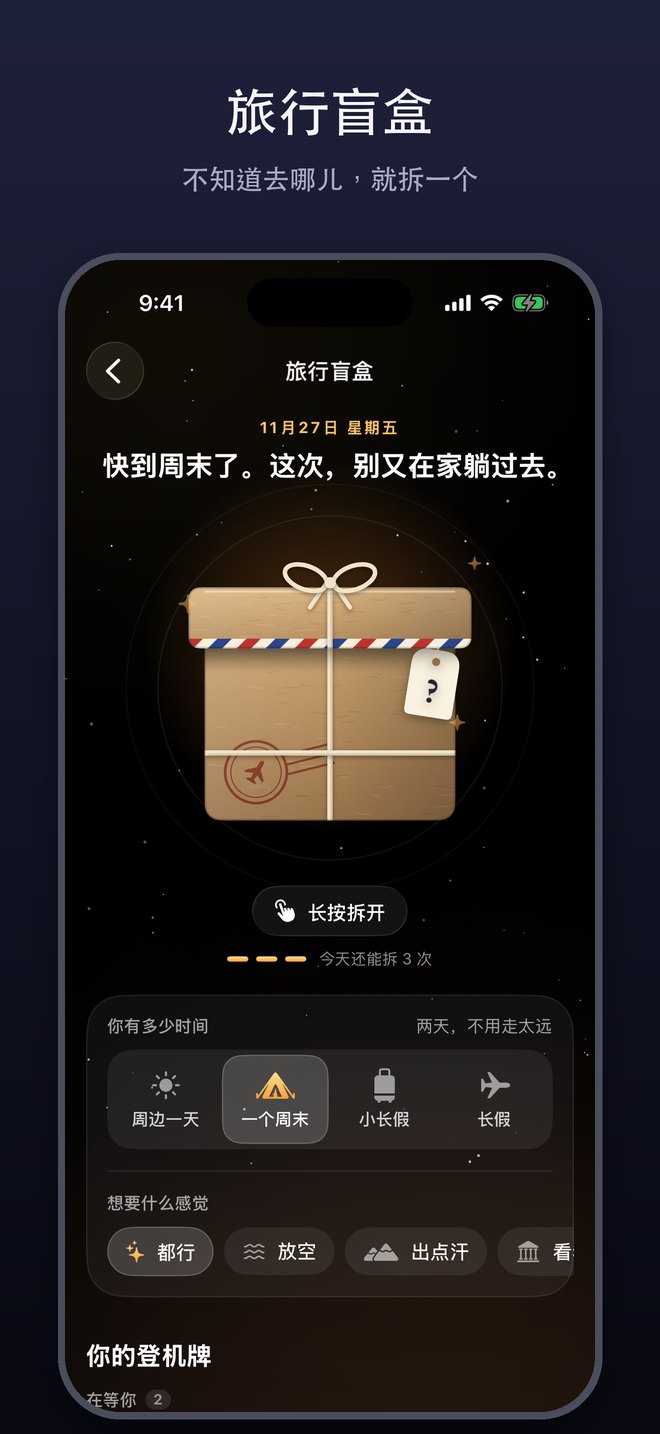 旅行盲盒
不知道去哪儿，就拆一个
9:41
旅行盲盒
11月27日 星期五
快到周末了。这次，别又在家躺过去。
?
长按拆开
今天还能拆 3 次
你有多少时间
两天，不用走太远
周边一天
一个周末
小长假
长假
想要什么感觉
都行
放空
出点汗
看
你的登机牌
在等你 2